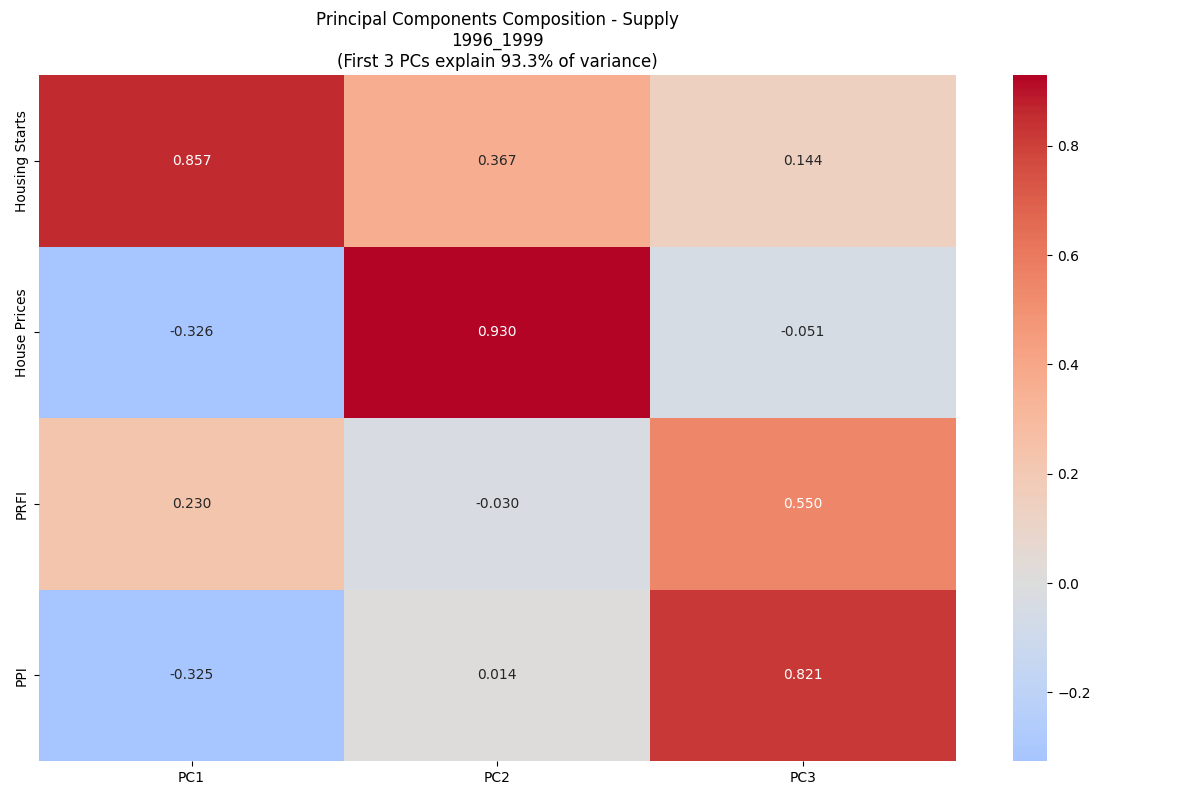 Principal Components Composition - Supply
1996_1999
(First 3 PCs explain 93.3% of variance)
Housing Starts
0.857
0.367
0.144
House Prices
-0.326
0.930
-0.051
PRFI
0.230
-0.030
0.550
PPI
-0.325
0.014
0.821
PC1
PC2
PC3
0.8
0.6
0.4
0.2
0.0
−0.2